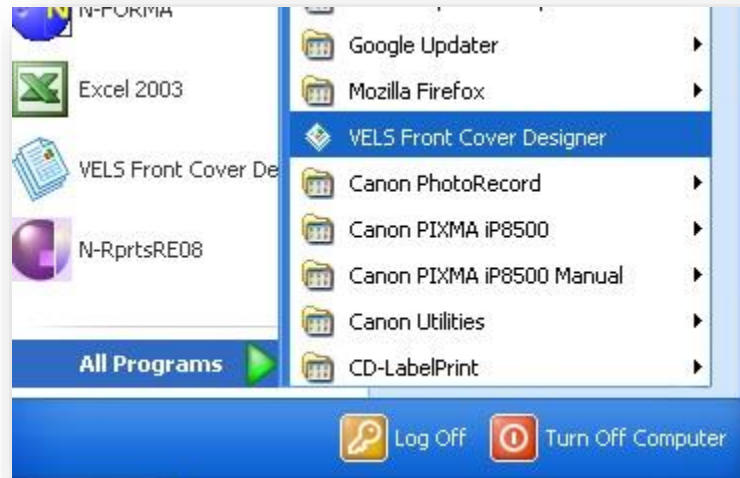 N-FORMA
Excel 2003
VELS Front Cover De
N-RprtsRE08
All Programs
Google Updater
Mozilla Firefox
VELS Front Cover Designer
Canon PhotoRecord
Canon PIXMA iP8500
Canon PIXMA iP8500 Manual
Canon Utilities
CD-LabelPrint
Log Off
Turn Off Computer